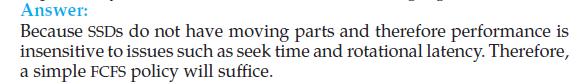 Answer:
Because SSDs do not have moving parts and therefore performance is
insensitive to issues such as seek time and rotational latency. Therefore,
a simple FCFS policy will suffice.